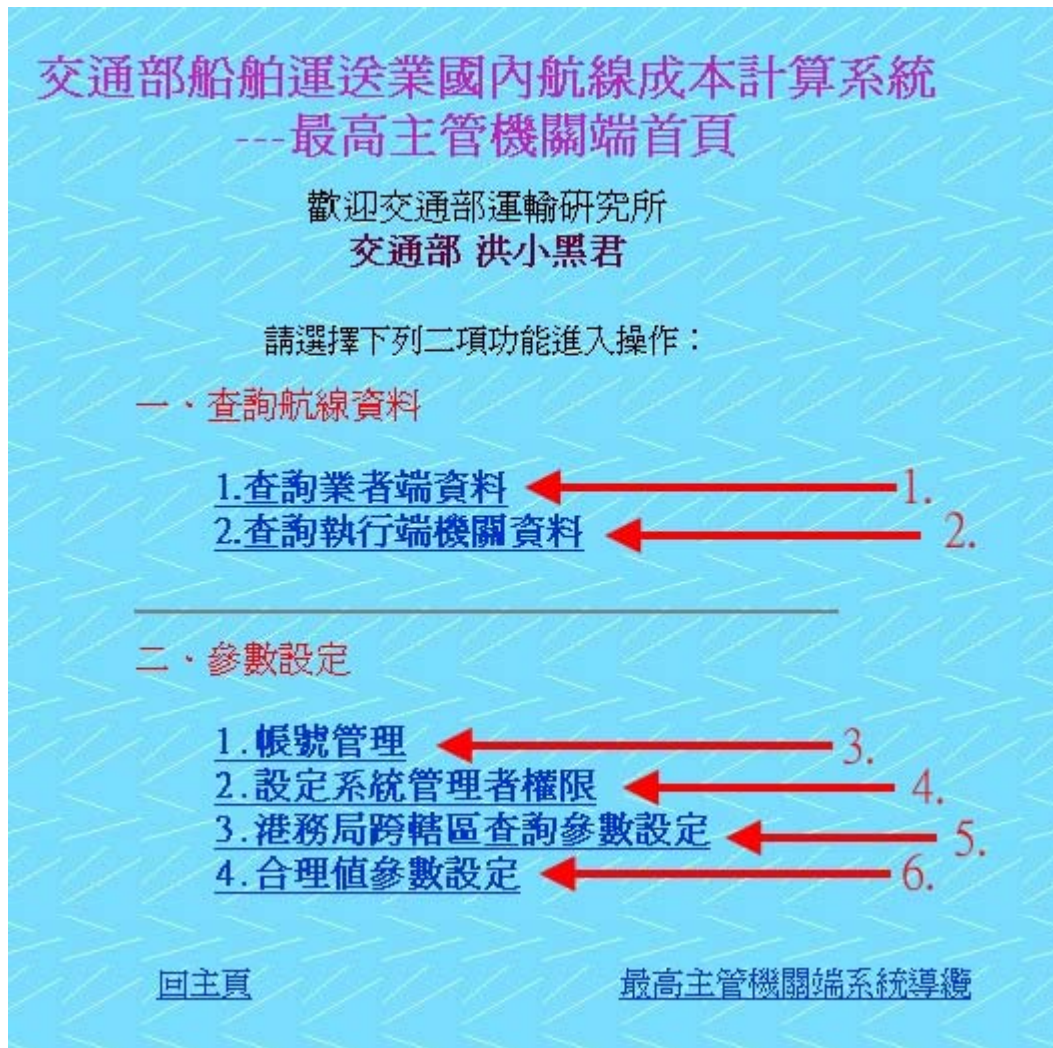 交通部船舶運送業國內航線成本計算系統
---最高主管機關端首頁
歡迎交通部運輸研究所
交通部 洪小黑君
請選擇下列二項功能進入操作：
一、查詢航線資料
1.查詢業者端資料 1.
2.查詢執行端機關資料 2.
二、參數設定
1.帳號管理 3.
2.設定系統管理者權限 4.
3.港務局跨轄區查詢參數設定 5.
4.合理值參數設定 6.
回主頁 最高主管機關端系統導纜